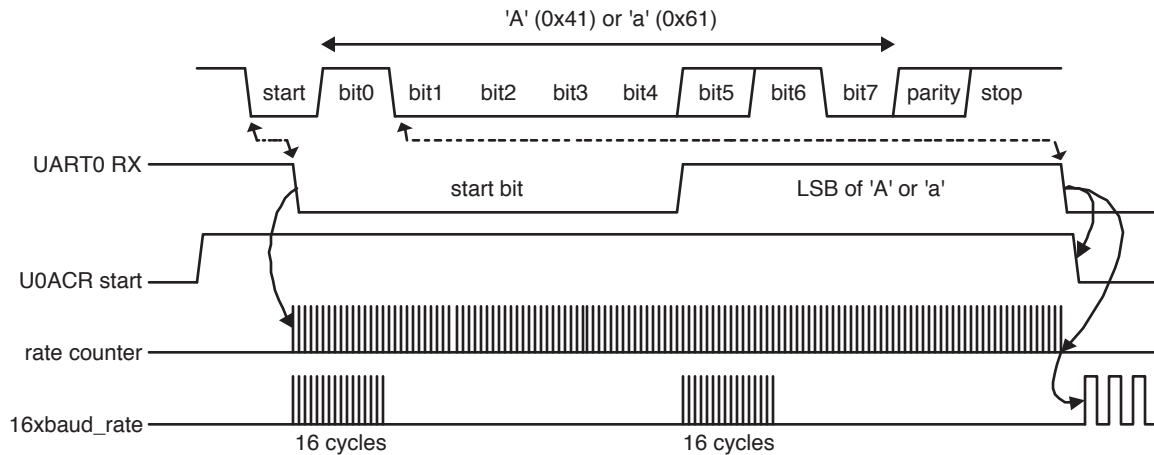 'A' (0x41) or 'a' (0x61)
start bit0 bit1 bit2 bit3 bit4 bit5 bit6 bit7 parity stop
UART0 RX
start bit LSB of 'A' or 'a'
U0ACR start
rate counter
16xbaud_rate
16 cycles 16 cycles